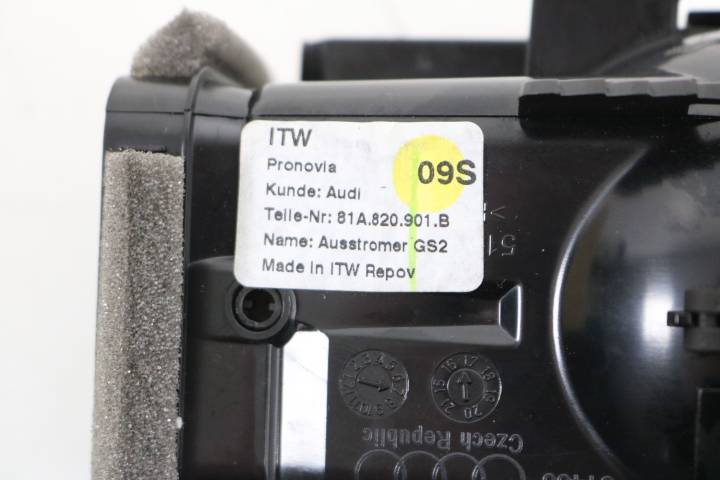 ITW
Pronovia
09S
Kunde: Audi
Teile-Nr: 81A.820.901.B
Name: Ausstromer GS2
Made in ITW Repov
51
Czech Republic